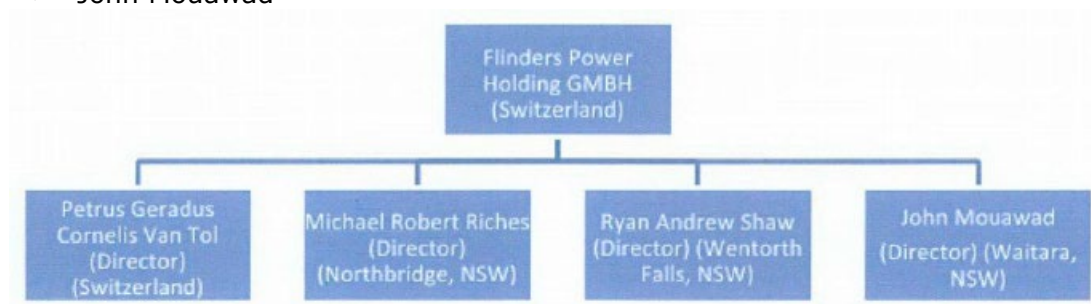 John Mouawad
Flinders Power
Holding GMBH
(Switzerland)
Petrus Geradus
Cornelis Van Tol
(Director)
(Switzerland)
Michael Robert Riches
(Director)
(Northbridge, NSW)
Ryan Andrew Shaw
(Director) (Wentorth
Falls, NSW)
John Mouawad
(Director) (Waitara,
NSW)